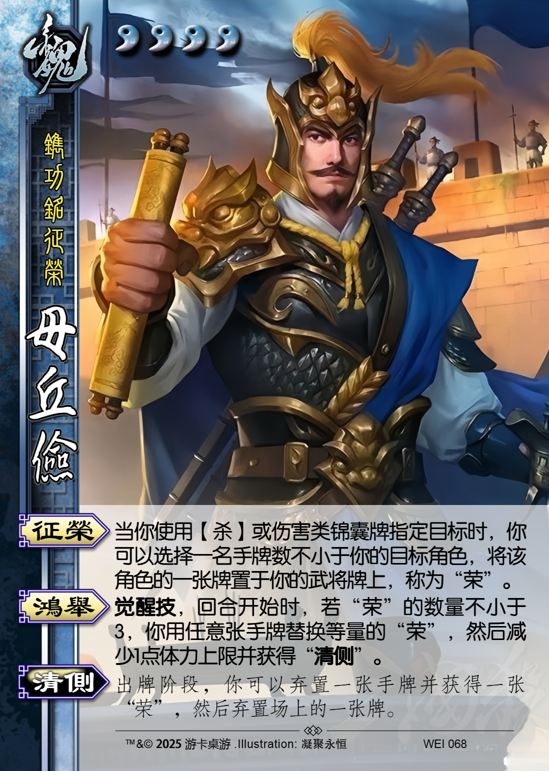 魏
鐫功銘征榮
毌丘儉
征榮
当你使用【杀】或伤害类锦囊牌指定目标时，你
可以选择一名手牌数不小于你的目标角色，将该
角色的一张牌置于你的武将牌上，称为“荣”。
鴻舉
觉醒技，回合开始时，若“荣”的数量不小于
3，你用任意张手牌替换等量的“荣”，然后减
少1点体力上限并获得“清侧”。
清側
出牌阶段，你可以弃置一张手牌并获得一张
“荣”，然后弃置场上的一张牌。
™&© 2025 游卡桌游 .Illustration: 凝聚永恒
WEI 068